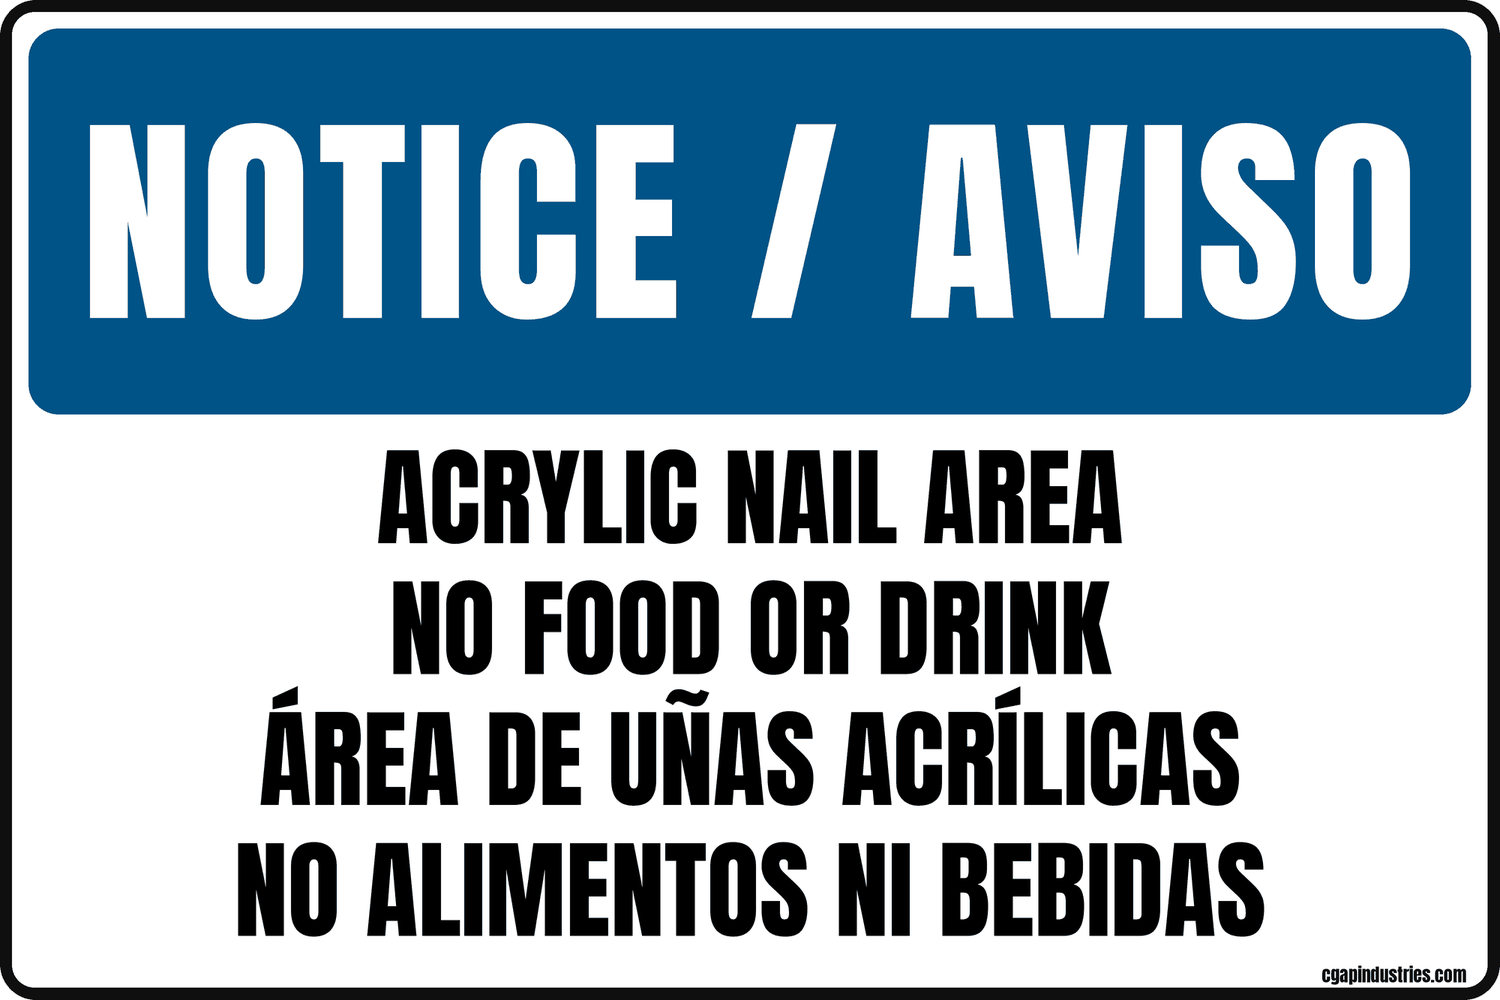 NOTICE / AVISO
ACRYLIC NAIL AREA
NO FOOD OR DRINK
ÁREA DE UÑAS ACRÍLICAS
NO ALIMENTOS NI BEBIDAS
cgapindustries.com